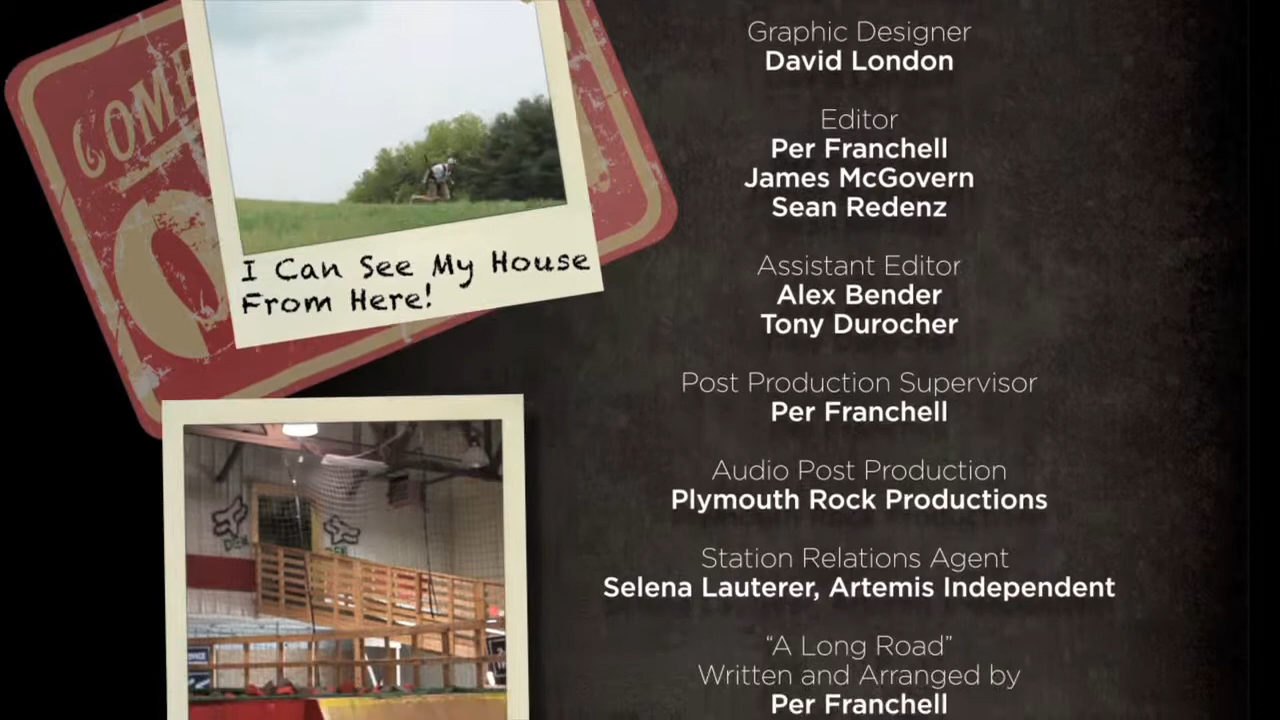 COME
I Can See My House
From Here!
Graphic Designer
David London
Editor
Per Franchell
James McGovern
Sean Redenz
Assistant Editor
Alex Bender
Tony Durocher
Post Production Supervisor
Per Franchell
Audio Post Production
Plymouth Rock Productions
Station Relations Agent
Selena Lauterer, Artemis Independent
“A Long Road”
Written and Arranged by
Per Franchell